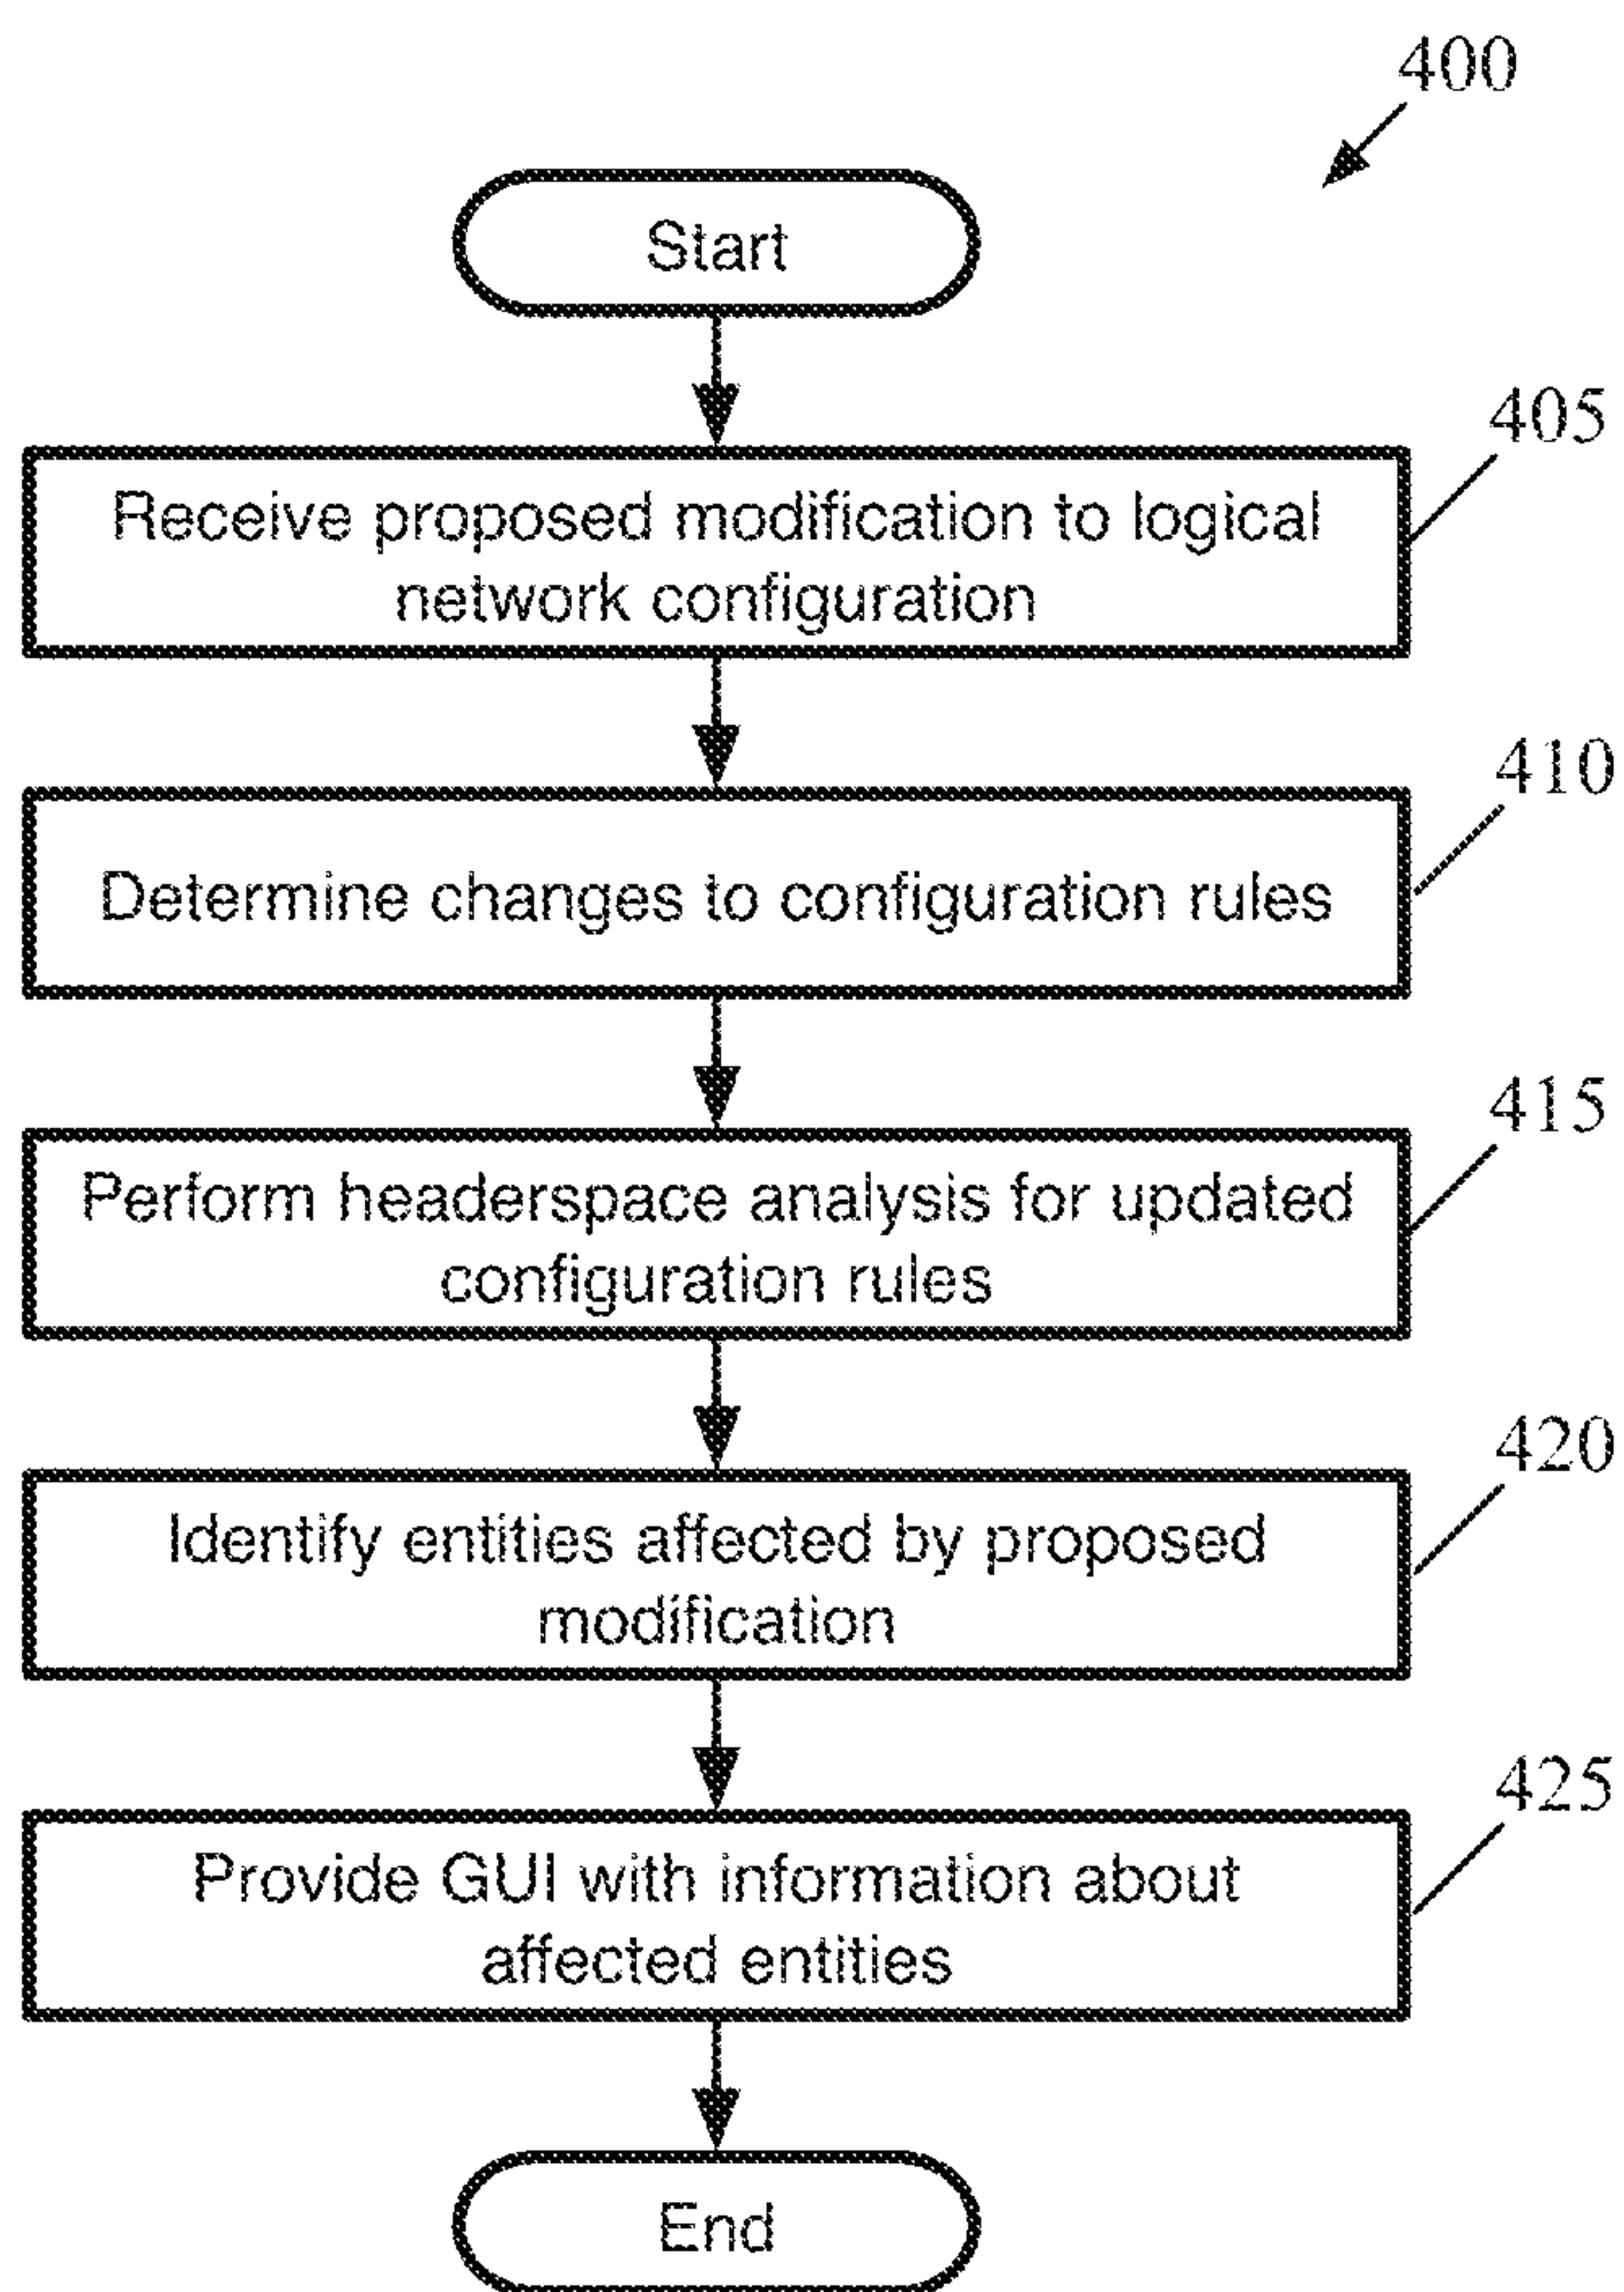 400
Start
405
Receive proposed modification to logical
network configuration
410
Determine changes to configuration rules
415
Perform headerspace analysis for updated
configuration rules
420
Identify entities affected by proposed
modification
425
Provide GUI with information about
affected entities
End